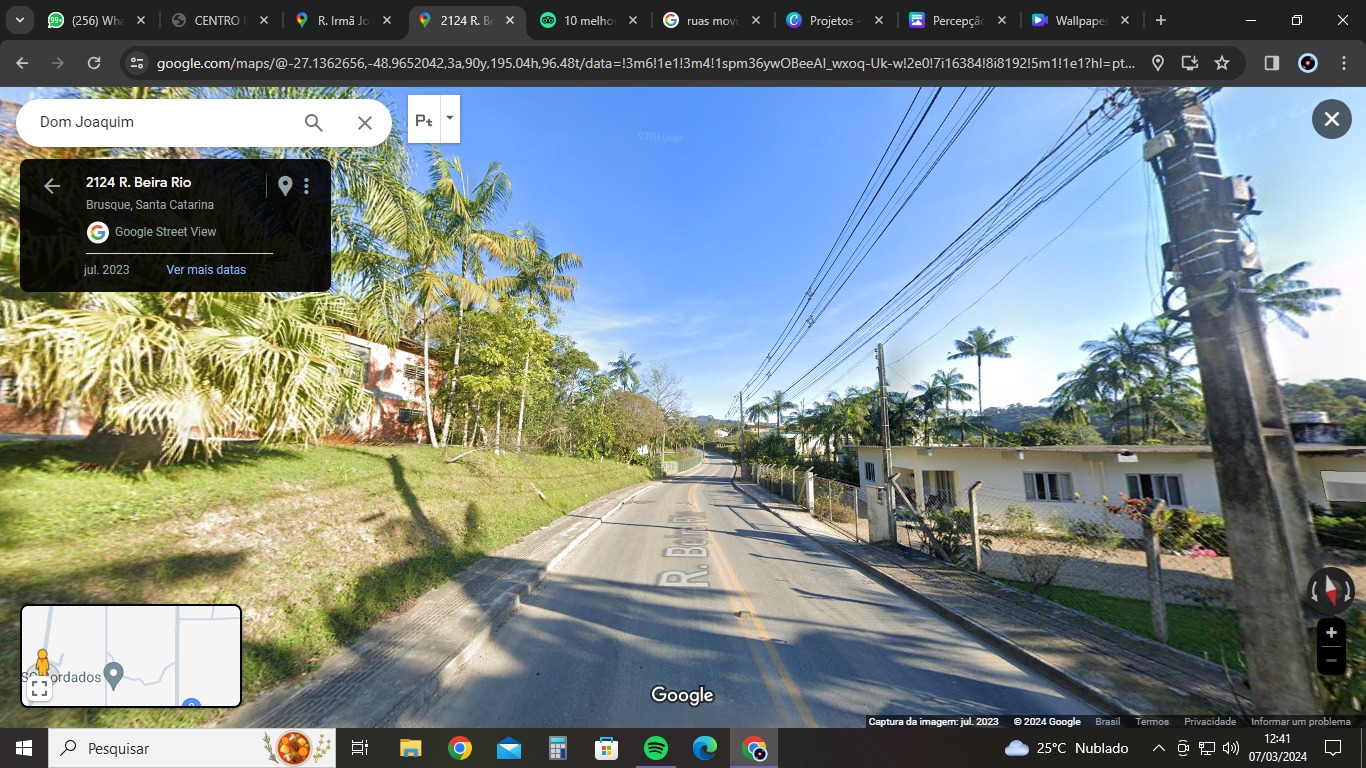 (256) Wha
CENTRO
R. Irmã Jo
2124 R. Be
10 melho
ruas movi
Projetos -
Percepçã
Wallpape
google.com/maps/@-27.1362656,-48.9652042,3a,90y,195.04h,96.48t/data=!3m6!1e1!3m4!1spm36ywOBeeAI_wxoq-Uk-w!2e0!7i16384!8i8192!5m1!1e1?hl=pt...
Dom Joaquim
2124 R. Beira Rio
Brusque, Santa Catarina
Google Street View
jul. 2023
Ver mais datas
© 2023 Google
R. Beira Rio
Google
Captura da imagem: jul. 2023 © 2024 Google Brasil Termos Privacidade Informar um problema
Pesquisar
25°C Nublado
12:41
07/03/2024